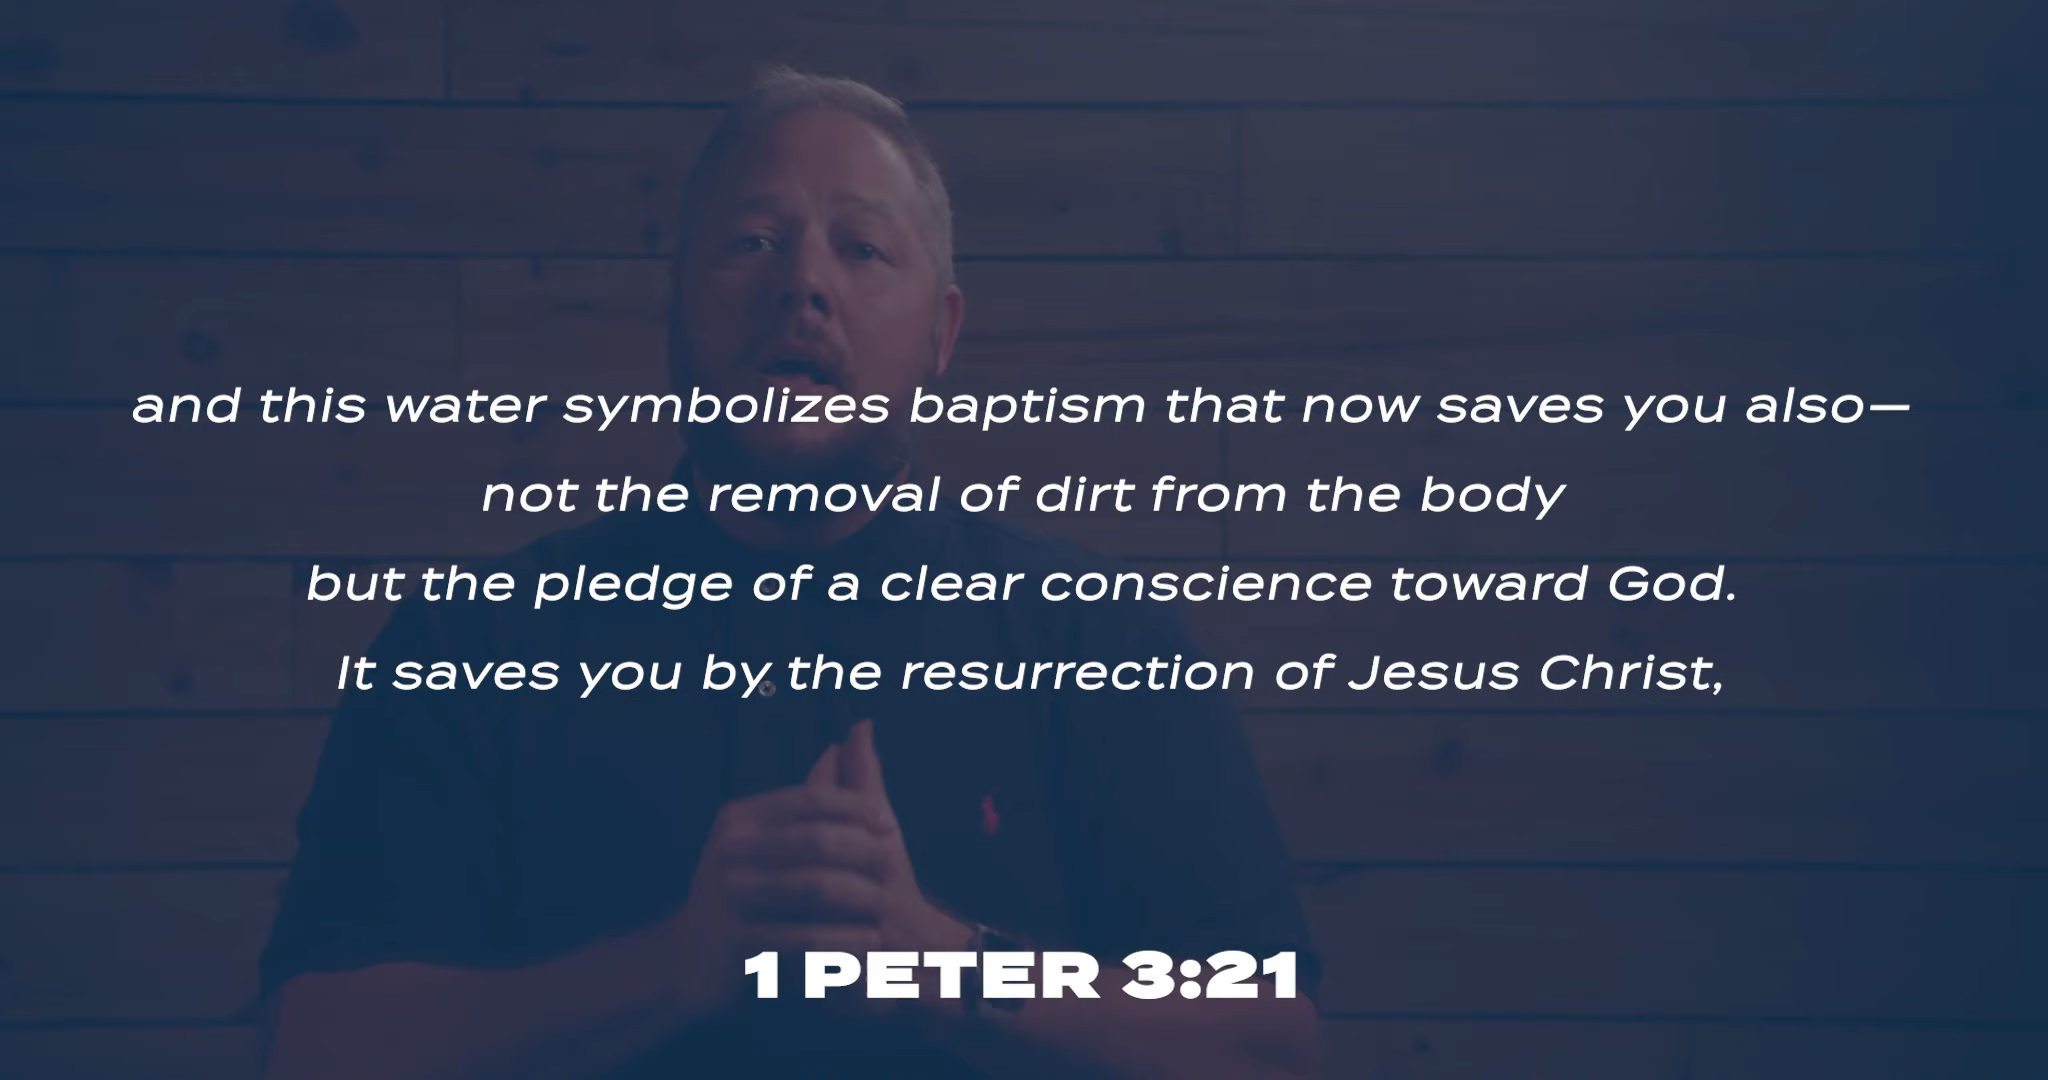 and this water symbolizes baptism that now saves you also—
not the removal of dirt from the body
but the pledge of a clear conscience toward God.
It saves you by the resurrection of Jesus Christ,
1 PETER 3:21